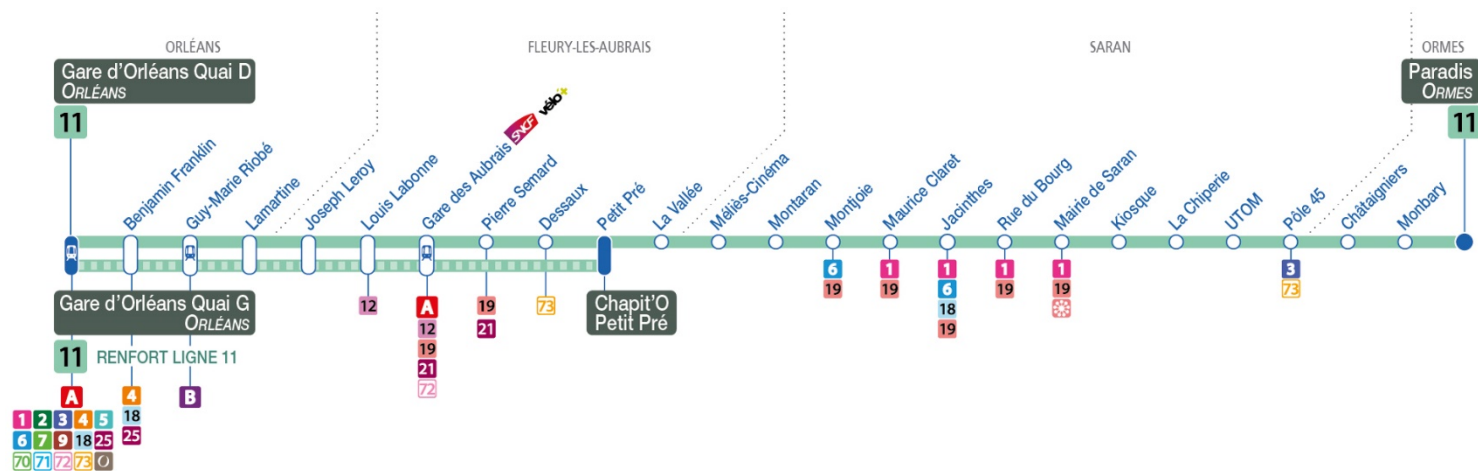 ORLÉANS
FLEURY-LES-AUBRAIS
SARAN
ORMES
Gare d'Orléans Quai D
ORLÉANS
11
Paradis
ORMES
11
SNCF
vélo+
Benjamin Franklin
Guy-Marie Riobé
Lamartine
Joseph Leroy
Louis Labonne
Gare des Aubrais
Pierre Semard
Dessaux
Petit Pré
La Vallée
Méliès-Cinéma
Montaran
Montjoie
Maurice Claret
Jacinthes
Rue du Bourg
Mairie de Saran
Kiosque
La Chiperie
UTOM
Pôle 45
Châtaigniers
Monbary
Gare d'Orléans Quai G
ORLÉANS
11 RENFORT LIGNE 11
Chapit'O
Petit Pré
A
1 2 3 4 5
6 7 9 18 25
70 71 72 73 O
4
18
25
B
12
A
12
19
21
72
19
21
73
6
19
1
19
1
6
18
19
1
19
1
19
3
73